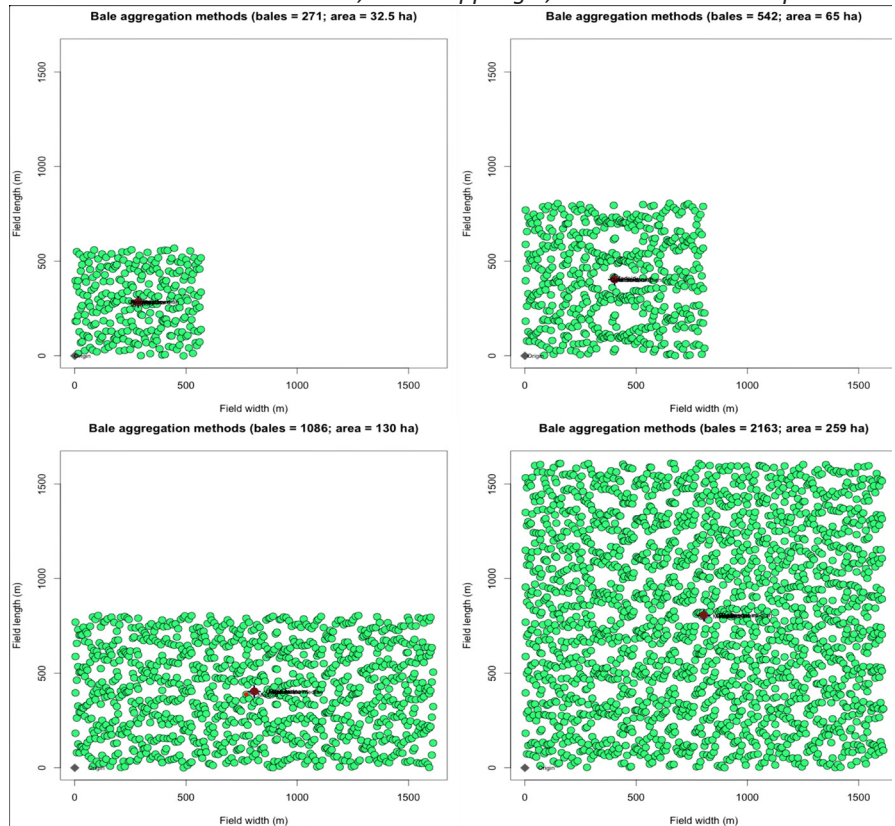 Bale aggregation methods (bales = 271; area = 32.5 ha)
Field length (m)
1500
1000
500
0
Origin
0 500 1000 1500
Field width (m)
Bale aggregation methods (bales = 542; area = 65 ha)
Field length (m)
1500
1000
500
0
Origin
0 500 1000 1500
Field width (m)
Bale aggregation methods (bales = 1086; area = 130 ha)
Field length (m)
1500
1000
500
0
Origin
0 500 1000 1500
Field width (m)
Bale aggregation methods (bales = 2163; area = 259 ha)
Field length (m)
1500
1000
500
0
Origin
0 500 1000 1500
Field width (m)